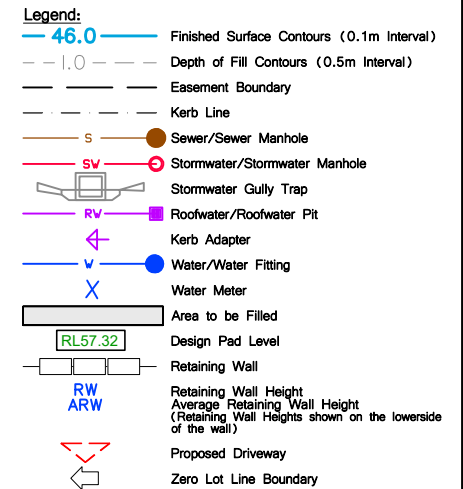 Legend:
46.0 Finished Surface Contours (0.1m Interval)
1.0 Depth of Fill Contours (0.5m Interval)
Easement Boundary
Kerb Line
S Sewer/Sewer Manhole
SW Stormwater/Stormwater Manhole
Stormwater Gully Trap
RW Roofwater/Roofwater Pit
Kerb Adapter
W Water/Water Fitting
Water Meter
Area to be Filled
RL57.32 Design Pad Level
Retaining Wall
RW Retaining Wall Height
ARW Average Retaining Wall Height
(Retaining Wall Heights shown on the lowerside
of the wall)
Proposed Driveway
Zero Lot Line Boundary